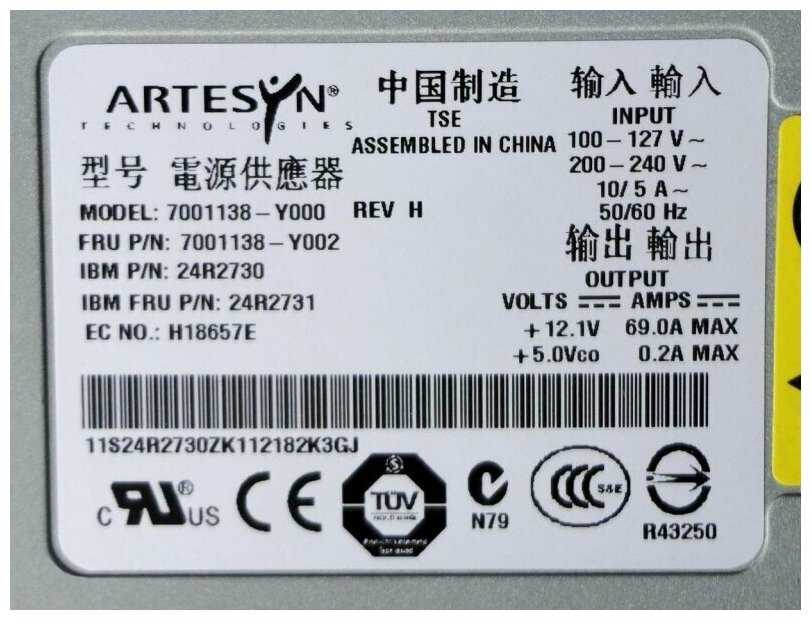 ARTESYN®
TECHNOLOGIES
型号 電源供應器
MODEL: 7001138-Y000 REV H
FRU P/N: 7001138-Y002
IBM P/N: 24R2730
IBM FRU P/N: 24R2731
EC NO.: H18657E
中国制造
TSE
ASSEMBLED IN CHINA
输入 輸入
INPUT
100-127 V~
200-240 V~
10/5 A~
50/60 Hz
输出 輸出
OUTPUT
VOLTS AMPS
+12.1V 69.0A MAX
+5.0Vco 0.2A MAX
11S24R2730ZK112182K3GJ
C RU® US
CE
TÜV
N79
CCC S&E
R43250